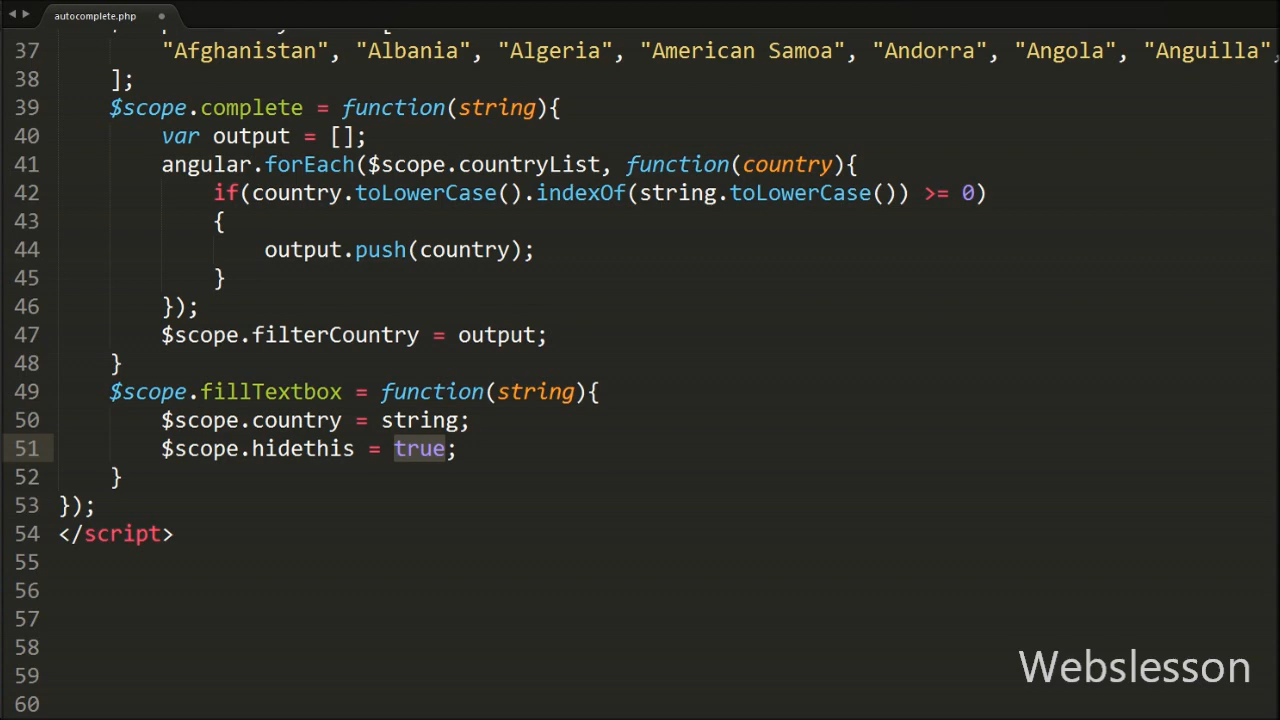 autocomplete.php
37 "Afghanistan", "Albania", "Algeria", "American Samoa", "Andorra", "Angola", "Anguilla",
38 ];
39 $scope.complete = function(string){
40 var output = [];
41 angular.forEach($scope.countryList, function(country){
42 if(country.toLowerCase().indexOf(string.toLowerCase()) >= 0)
43 {
44 output.push(country);
45 }
46 });
47 $scope.filterCountry = output;
48 }
49 $scope.fillTextbox = function(string){
50 $scope.country = string;
51 $scope.hidethis = true;
52 }
53 });
54 </script>
55
56
57
58
59
60
Webslesson